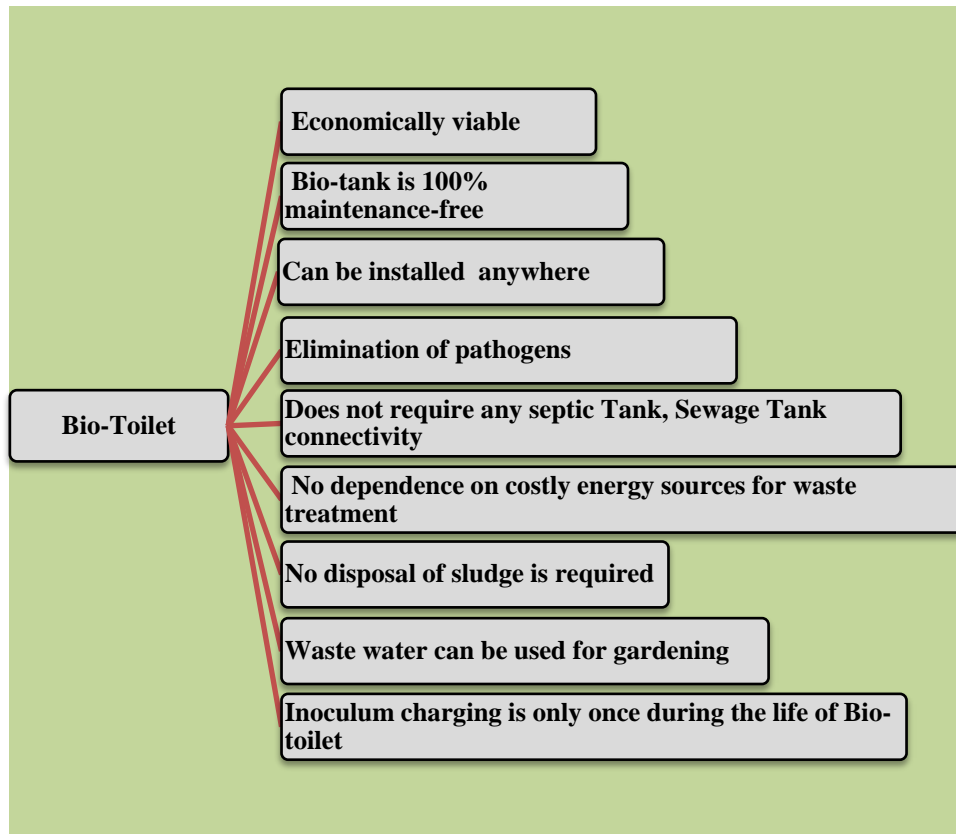 Economically viable
Bio-tank is 100%
maintenance-free
Can be installed anywhere
Elimination of pathogens
Bio-Toilet
Does not require any septic Tank, Sewage Tank
connectivity
No dependence on costly energy sources for waste
treatment
No disposal of sludge is required
Waste water can be used for gardening
Inoculum charging is only once during the life of Bio-
toilet